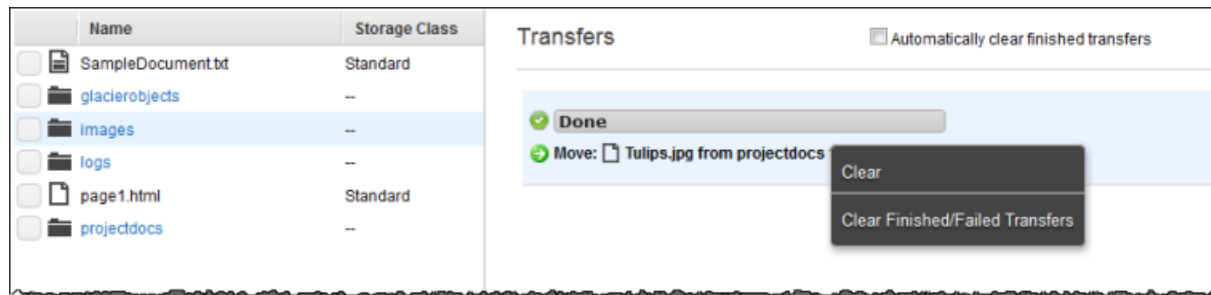 Name Storage Class
SampleDocument.txt Standard
glacierobjects --
images --
logs --
page1.html Standard
projectdocs --
Transfers
Automatically clear finished transfers
Done
Move: Tulips.jpg from projectdocs
Clear
Clear Finished/Failed Transfers